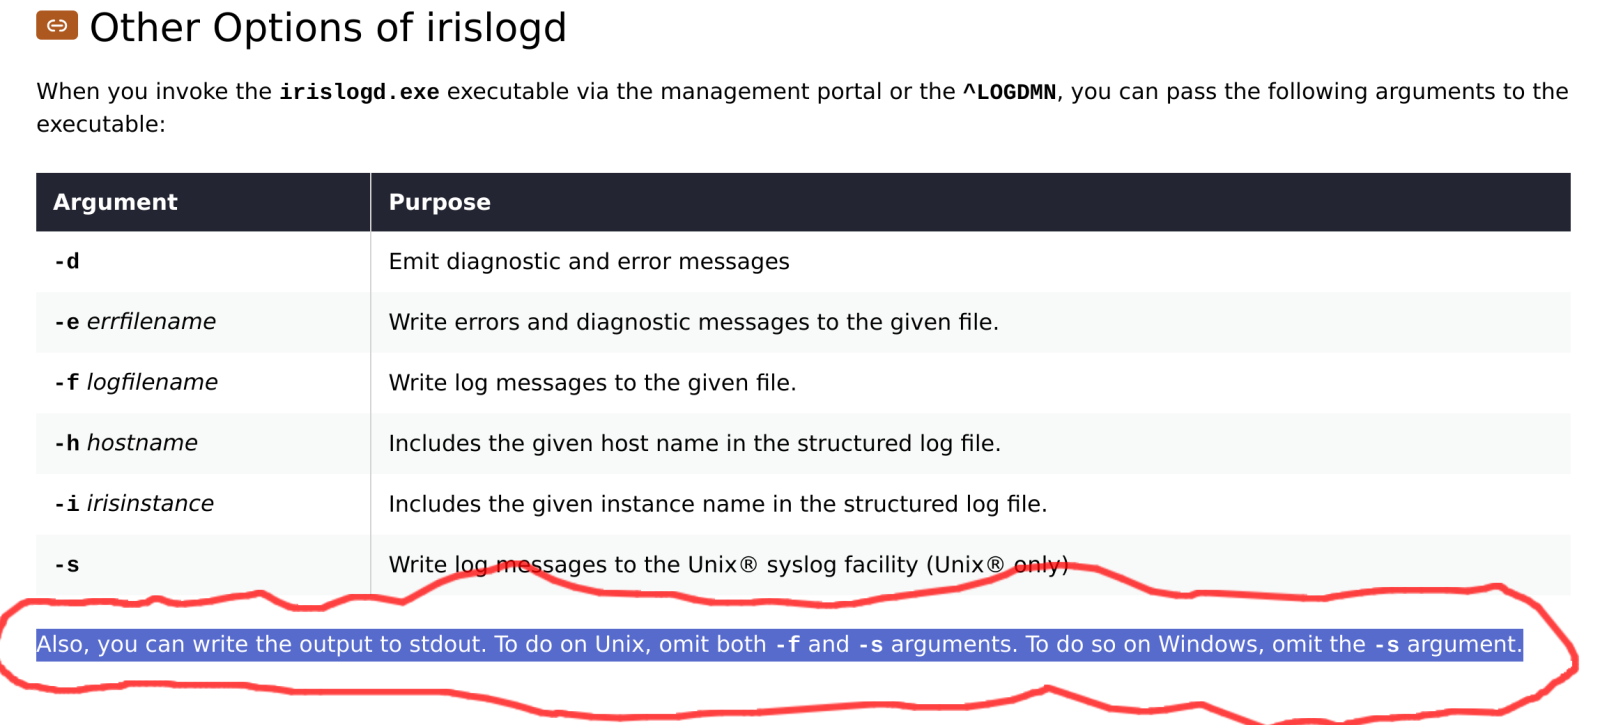 Other Options of irislogd
When you invoke the irislogd.exe executable via the management portal or the ^LOGDMN, you can pass the following arguments to the
executable:
Argument Purpose
-d Emit diagnostic and error messages
-e errfilename Write errors and diagnostic messages to the given file.
-f logfilename Write log messages to the given file.
-h hostname Includes the given host name in the structured log file.
-i irisinstance Includes the given instance name in the structured log file.
-s Write log messages to the Unix® syslog facility (Unix® only)
Also, you can write the output to stdout. To do on Unix, omit both -f and -s arguments. To do so on Windows, omit the -s argument.